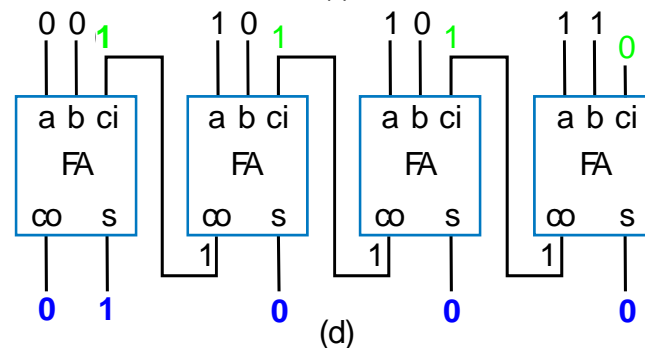 0 0 1 1 0 1 1 0 1 1 1 0
a b ci a b ci a b ci a b ci
FA FA FA FA
co s co s co s co s
1 1 1
0 1 0 0 0
(d)